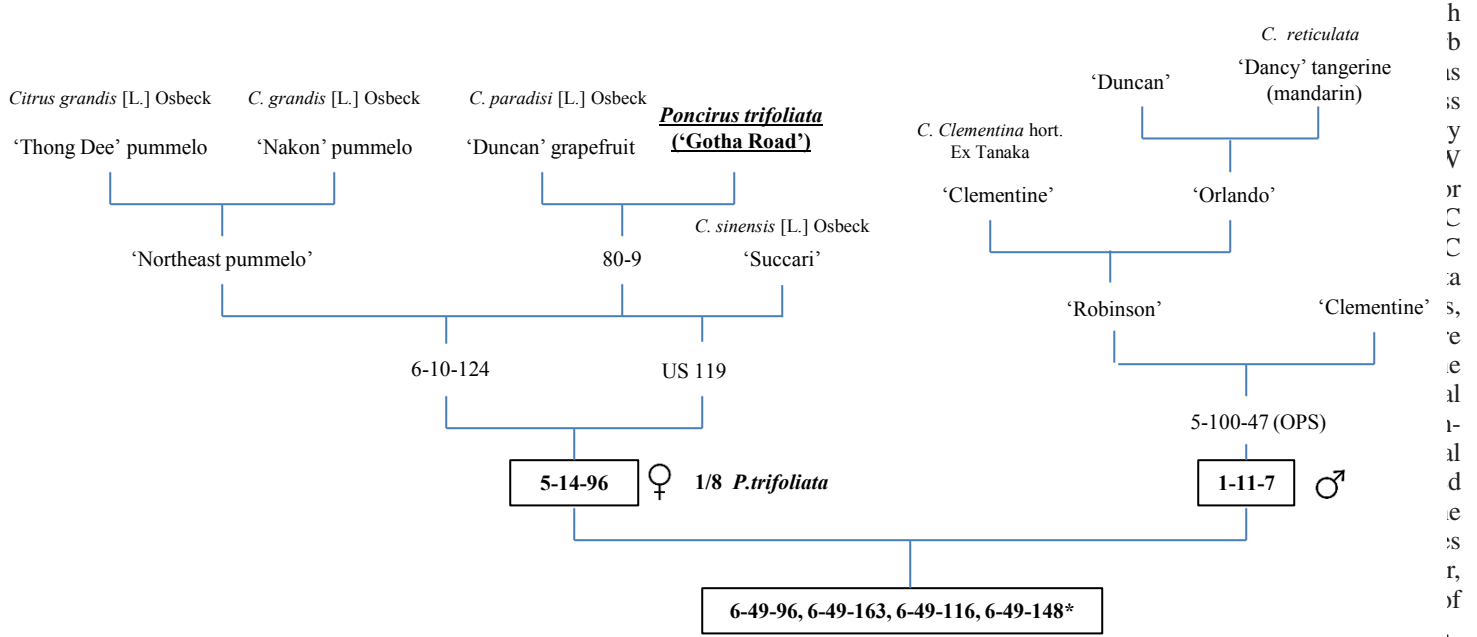 C. reticulata
‘Duncan’
‘Dancy’ tangerine
(mandarin)
Citrus grandis [L.] Osbeck
C. grandis [L.] Osbeck
C. paradisi [L.] Osbeck
Poncirus trifoliata
(‘Gotha Road’)
‘Thong Dee’ pummelo
‘Nakon’ pummelo
‘Duncan’ grapefruit
C. Clementina hort.
Ex Tanaka
‘Clementine’
‘Orlando’
C. sinensis [L.] Osbeck
‘Northeast pummelo’
80-9
‘Succari’
‘Robinson’
‘Clementine’
6-10-124
US 119
5-100-47 (OPS)
5-14-96 ♀ 1/8 P.trifoliata
1-11-7 ♂
6-49-96, 6-49-163, 6-49-116, 6-49-148*